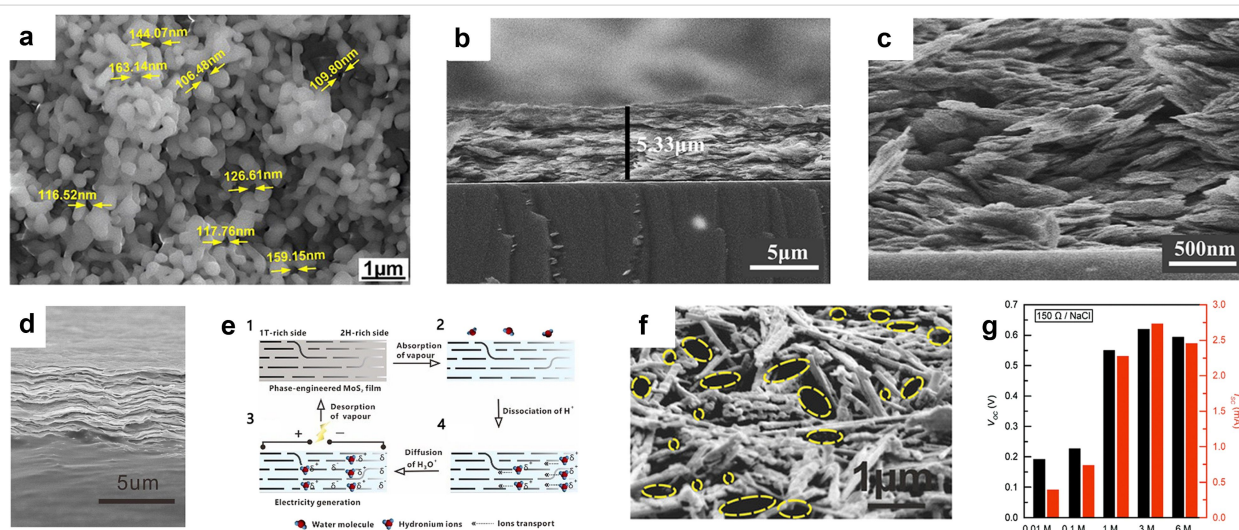 a
144.07nm
163.14nm
106.48nm
109.80nm
126.61nm
116.52nm
117.76nm
159.15nm
1μm
b
5.33μm
5μm
c
500nm
d
5um
e
1
1T-rich side
2H-rich side
2
Absorption
of vapour
Phase-engineered MoS₂ film
Desorption
of vapour
Dissociation of H⁺
3
+
−
4
Diffusion
of H₃O⁺
δ⁺ δ⁻
Electricity generation
Water molecule
Hydronium ions
Ions transport
f
1μm
g
150 Ω / NaCl
0.7
0.6
0.5
0.4
0.3
0.2
0.1
0.0
Voc (V)
3.0
2.5
2.0
1.5
1.0
0.5
0.0
Isc (mA)
0.01 M
0.1 M
1 M
3 M
6 M